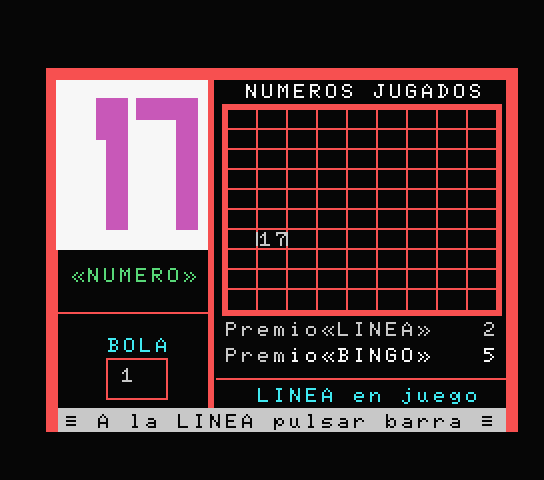 17
«NUMERO»
BOLA
1
NUMEROS JUGADOS
17
Premio«LINEA» 2
Premio«BINGO» 5
LINEA en juego
≡ A la LINEA pulsar barra ≡